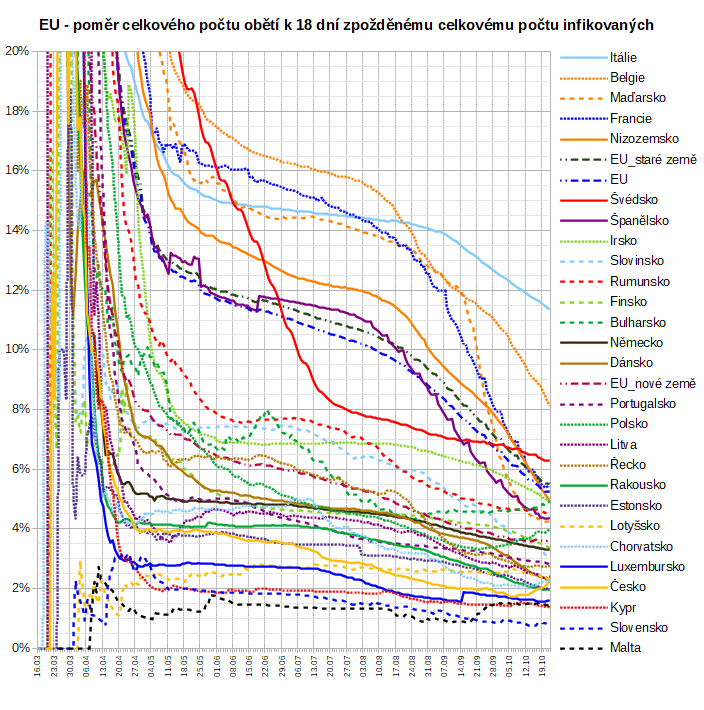 EU - poměr celkového počtu obětí k 18 dní zpožděnému celkovému počtu infikovaných
20%
18%
16%
14%
12%
10%
8%
6%
4%
2%
0%
16.03
23.03
30.03
06.04
13.04
20.04
27.04
04.05
11.05
18.05
25.05
01.06
08.06
15.06
22.06
29.06
06.07
13.07
20.07
27.07
03.08
10.08
17.08
24.08
31.08
07.09
14.09
21.09
28.09
05.10
12.10
19.10
Itálie
Belgie
Maďarsko
Francie
Nizozemsko
EU_staré země
EU
Švédsko
Španělsko
Irsko
Slovinsko
Rumunsko
Finsko
Bulharsko
Německo
Dánsko
EU_nové země
Portugalsko
Polsko
Litva
Řecko
Rakousko
Estonsko
Lotyšsko
Chorvatsko
Luxembursko
Česko
Kypr
Slovensko
Malta